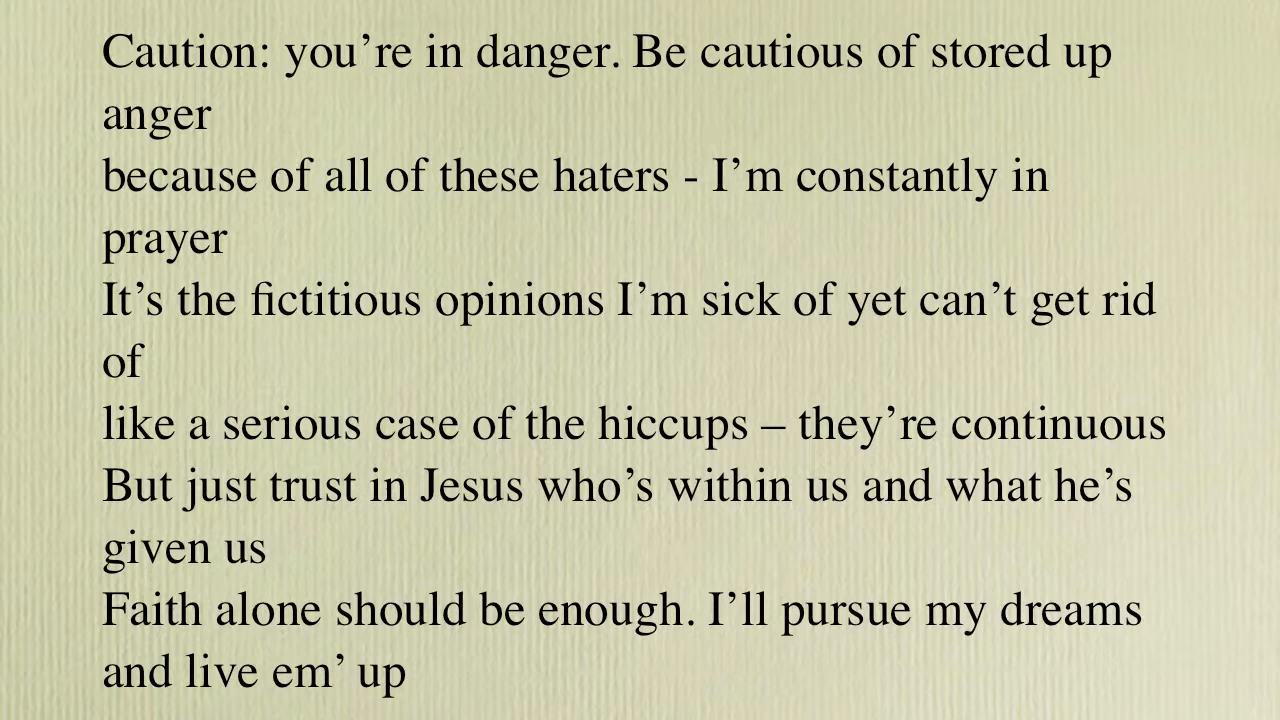 Caution: you’re in danger. Be cautious of stored up
anger
because of all of these haters - I’m constantly in
prayer
It’s the fictitious opinions I’m sick of yet can’t get rid
of
like a serious case of the hiccups – they’re continuous
But just trust in Jesus who’s within us and what he’s
given us
Faith alone should be enough. I’ll pursue my dreams
and live em’ up